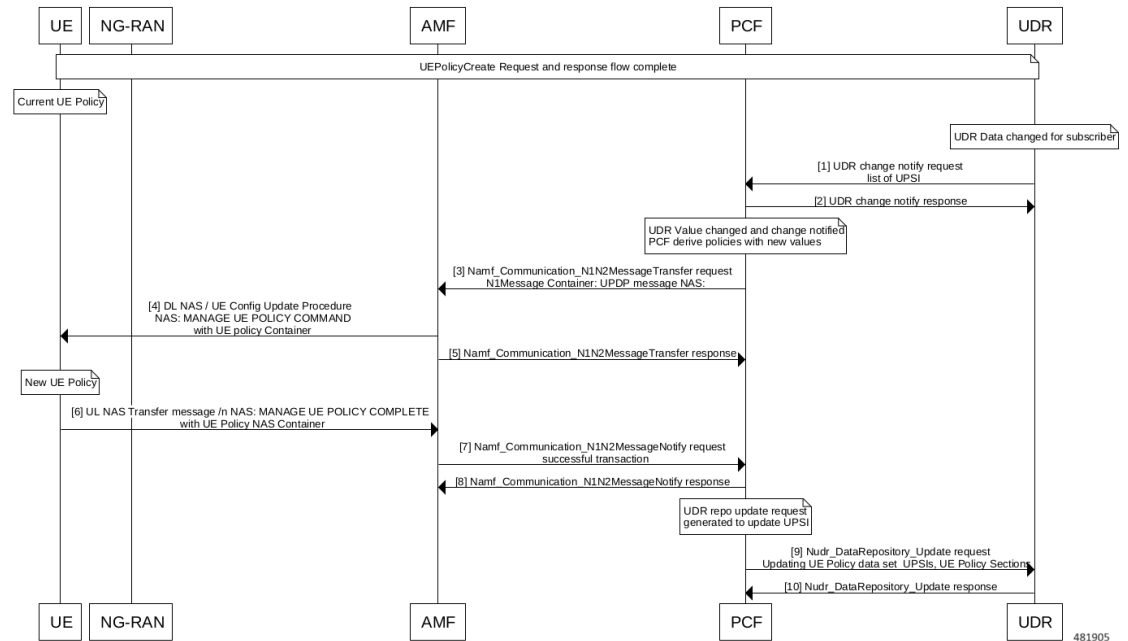 UE
NG-RAN
AMF
PCF
UDR
UEPolicyCreate Request and response flow complete
Current UE Policy
UDR Data changed for subscriber
[1] UDR change notify request
list of UPSI
[2] UDR change notify response
UDR Value changed and change notified
PCF derive policies with new values
[3] Namf_Communication_N1N2MessageTransfer request
N1Message Container: UPDP message NAS:
[4] DL NAS / UE Config Update Procedure
NAS: MANAGE UE POLICY COMMAND
with UE policy Container
[5] Namf_Communication_N1N2MessageTransfer response
New UE Policy
[6] UL NAS Transfer message /n NAS: MANAGE UE POLICY COMPLETE
with UE Policy NAS Container
[7] Namf_Communication_N1N2MessageNotify request
successful transaction
[8] Namf_Communication_N1N2MessageNotify response
UDR repo update request
generated to update UPSI
[9] Nudr_DataRepository_Update request
Updating UE Policy data set UPSIs, UE Policy Sections
[10] Nudr_DataRepository_Update response
UE
NG-RAN
AMF
PCF
UDR
481905